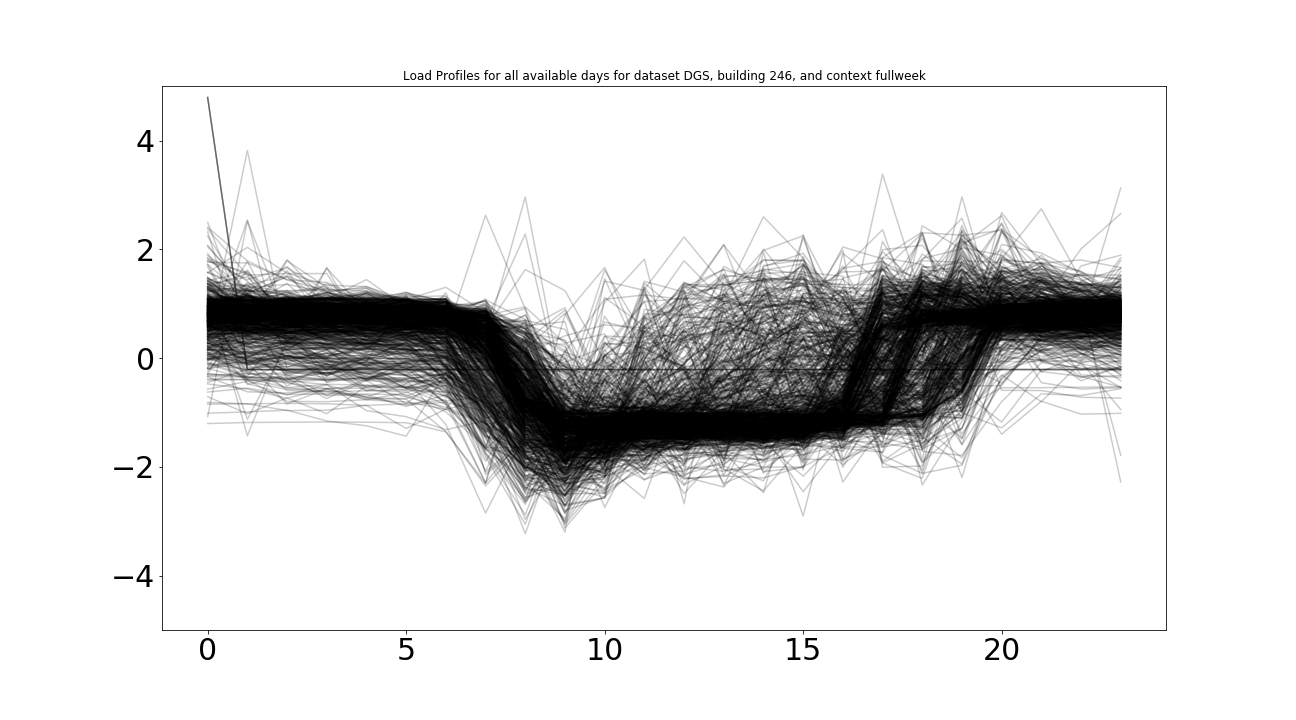 Load Profiles for all available days for dataset DGS, building 246, and context fullweek
4
2
0
−2
−4
0 5 10 15 20